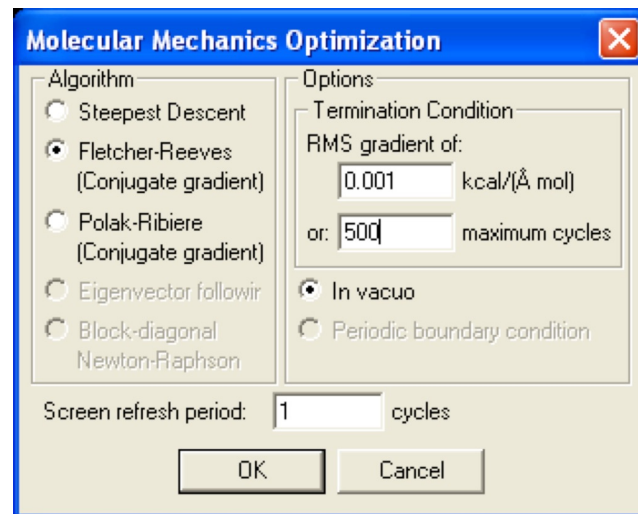 Molecular Mechanics Optimization
Algorithm
Steepest Descent
Fletcher-Reeves
(Conjugate gradient)
Polak-Ribiere
(Conjugate gradient)
Eigenvector followir
Block-diagonal
Newton-Raphson
Options
Termination Condition
RMS gradient of:
0.001 kcal/(Å mol)
or: 500 maximum cycles
In vacuo
Periodic boundary condition
Screen refresh period: 1 cycles
OK Cancel